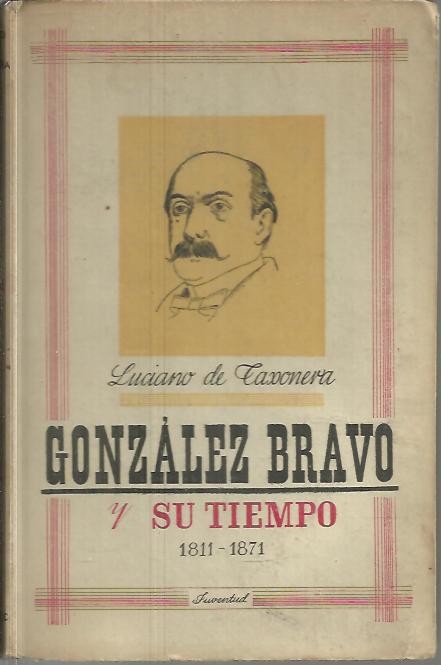 Luciano de Taxonera
GONZÁLEZ BRAVO
y SU TIEMPO
1811-1871
Juventud